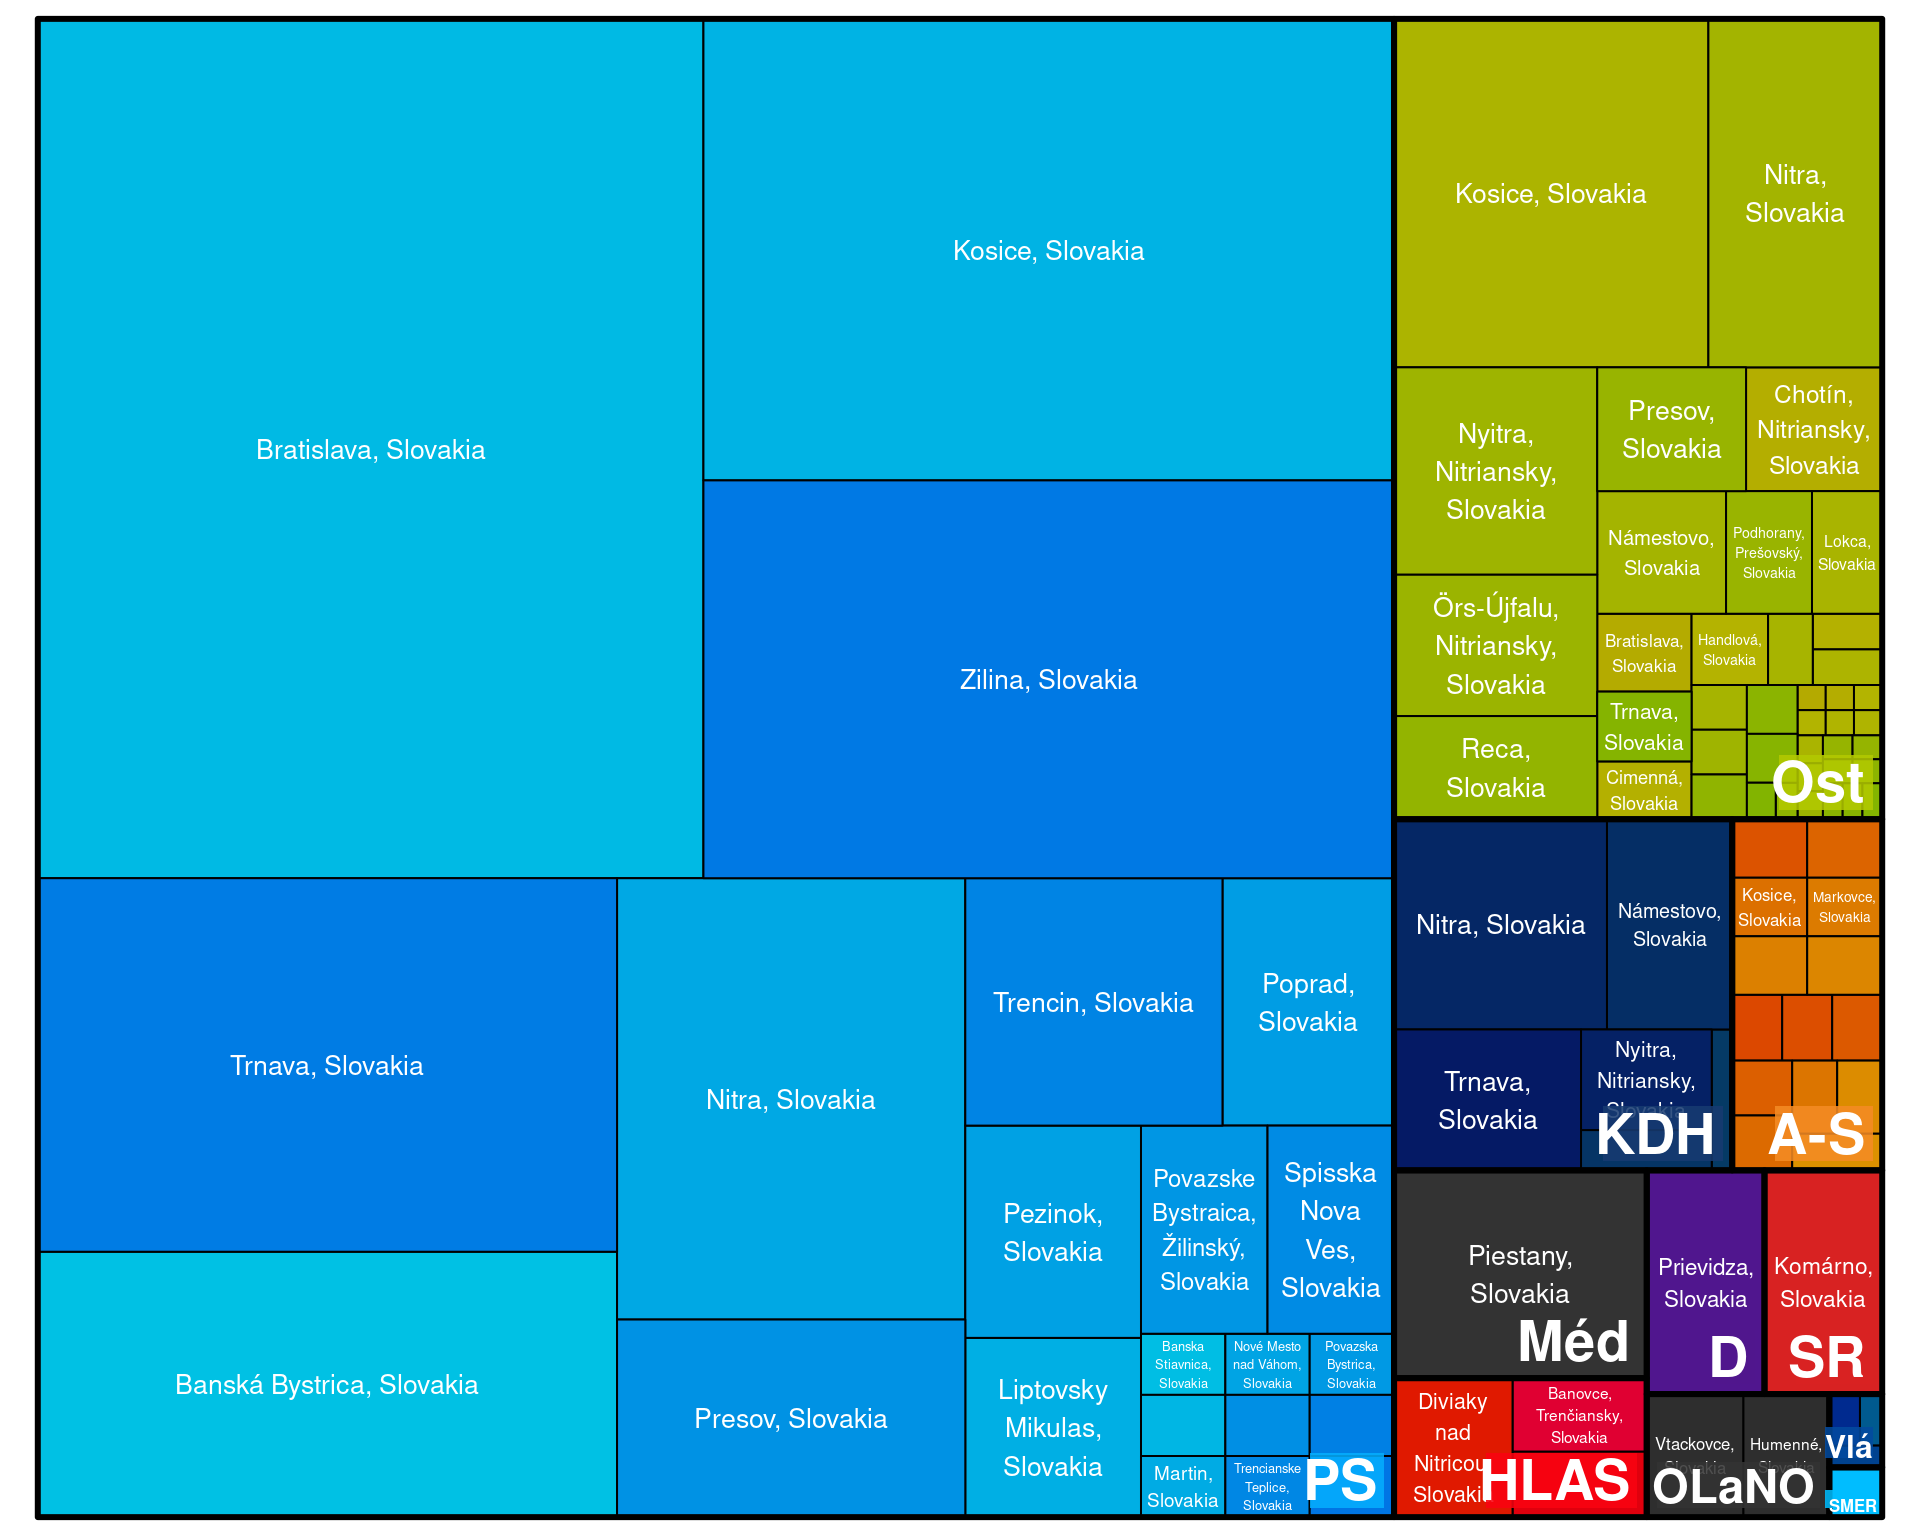 Bratislava, Slovakia
Kosice, Slovakia
Zilina, Slovakia
Trnava, Slovakia
Banská Bystrica, Slovakia
Nitra, Slovakia
Presov, Slovakia
Trencin, Slovakia
Poprad,
Slovakia
Pezinok,
Slovakia
Liptovsky
Mikulas,
Slovakia
Povazske
Bystraica,
Žilinský,
Slovakia
Spisska
Nova
Ves,
Slovakia
Banska
Stiavnica,
Slovakia
Nové Mesto
nad Váhom,
Slovakia
Povazska
Bystrica,
Slovakia
Martin,
Slovakia
Trencianske
Teplice,
Slovakia
PS
Kosice, Slovakia
Nitra,
Slovakia
Nyitra,
Nitriansky,
Slovakia
Örs-Újfalu,
Nitriansky,
Slovakia
Reca,
Slovakia
Presov,
Slovakia
Chotín,
Nitriansky,
Slovakia
Námestovo,
Slovakia
Podhorany,
Prešovský,
Slovakia
Lokca,
Slovakia
Bratislava,
Slovakia
Handlová,
Slovakia
Trnava,
Slovakia
Cimenná,
Slovakia
Ost
Nitra, Slovakia
Námestovo,
Slovakia
Trnava,
Slovakia
Nyitra,
Nitriansky,
Slovakia
KDH
Kosice,
Slovakia
Markovce,
Slovakia
A-S
Piestany,
Slovakia
Méd
Prievidza,
Slovakia
D
Komárno,
Slovakia
SR
Diviaky
nad
Nitricou
Slovakia
Banovce,
Trenčiansky,
Slovakia
HLAS
Vtackovce,
Slovakia
Humenné,
Slovakia
OLaNO
Vlá
SMER